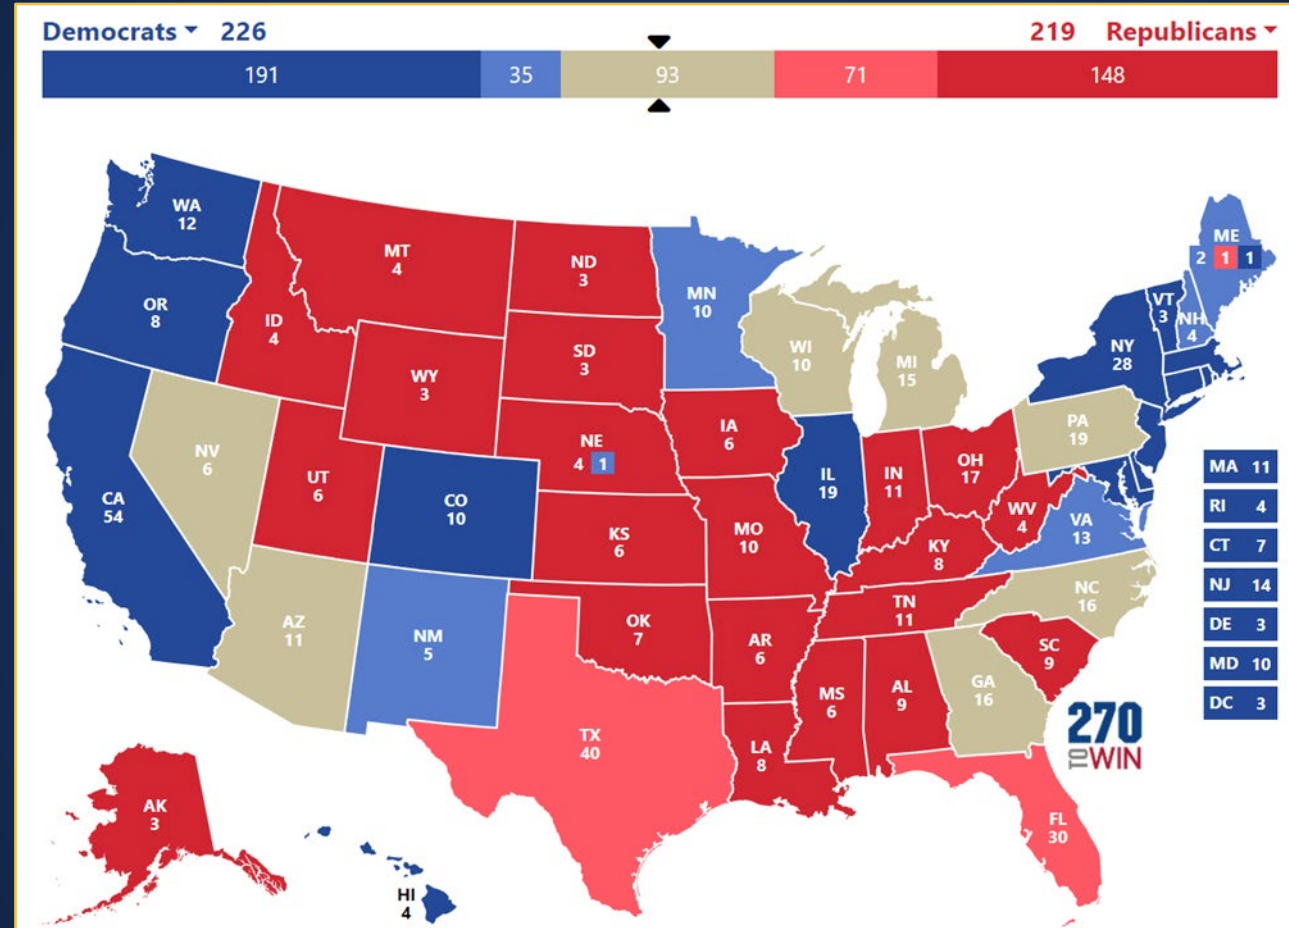 Democrats 226
219 Republicans
191 35 93 71 148
WA
12
OR
8
CA
54
NV
6
ID
4
MT
4
WY
3
UT
6
AZ
11
CO
10
NM
5
ND
3
SD
3
NE
4 1
KS
6
OK
7
TX
40
MN
10
IA
6
MO
10
AR
6
LA
8
WI
10
IL
19
MI
15
IN
11
OH
17
KY
8
TN
11
MS
6
AL
9
GA
16
FL
30
SC
9
NC
16
VA
13
WV
4
PA
19
NY
28
VT
3
NH
4
ME
2 1 1
MA 11
RI 4
CT 7
NJ 14
DE 3
MD 10
DC 3
AK
3
HI
4
270
TO WIN